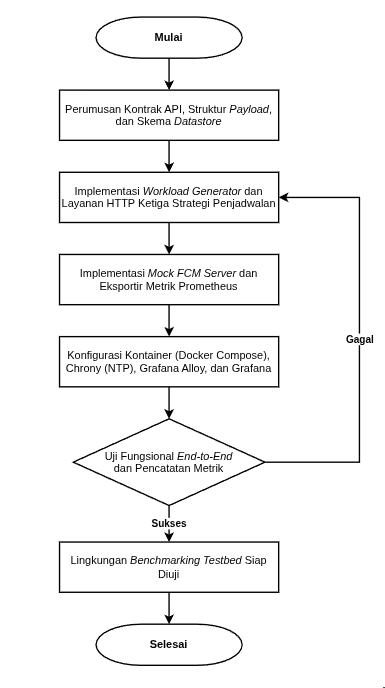 Mulai
Perumusan Kontrak API, Struktur Payload,
dan Skema Datastore
Implementasi Workload Generator dan
Layanan HTTP Ketiga Strategi Penjadwalan
Implementasi Mock FCM Server dan
Eksportir Metrik Prometheus
Gagal
Konfigurasi Kontainer (Docker Compose),
Chrony (NTP), Grafana Alloy, dan Grafana
Uji Fungsional End-to-End
dan Pencatatan Metrik
Sukses
Lingkungan Benchmarking Testbed Siap
Diuji
Selesai